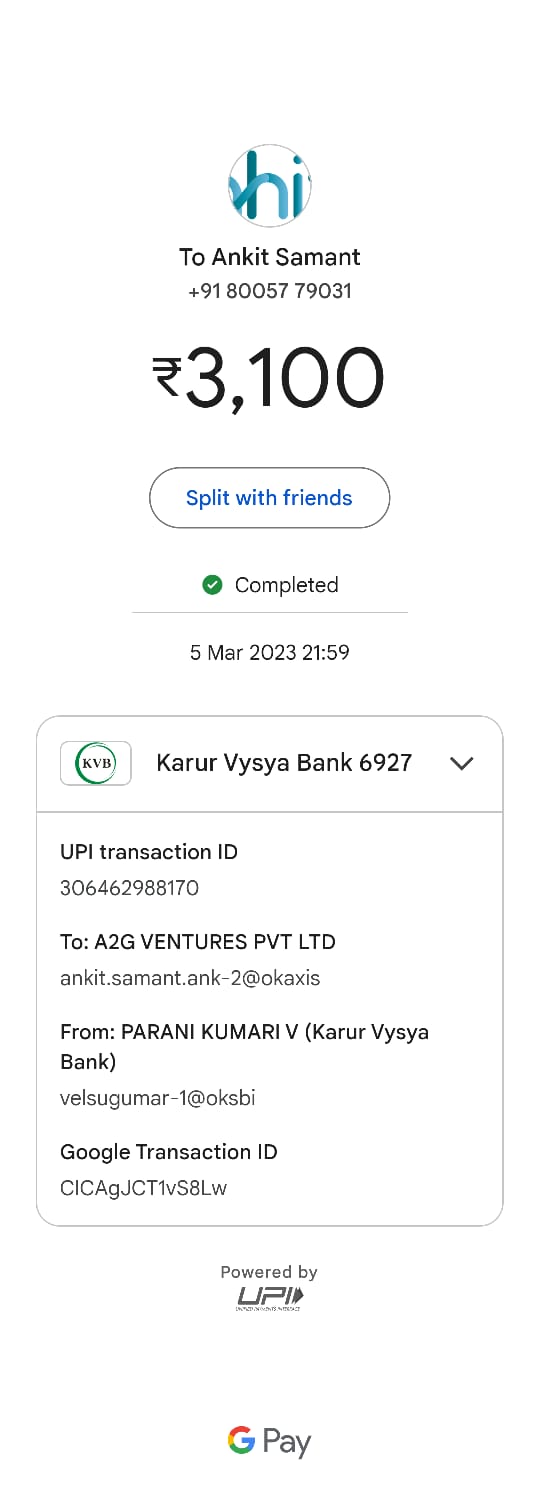 hi
To Ankit Samant
+91 80057 79031
₹3,100
Split with friends
Completed
5 Mar 2023 21:59
KVB
Karur Vysya Bank 6927
UPI transaction ID
306462988170
To: A2G VENTURES PVT LTD
ankit.samant.ank-2@okaxis
From: PARANI KUMARI V (Karur Vysya
Bank)
velsugumar-1@oksbi
Google Transaction ID
CICAgJCT1vS8Lw
Powered by
UPI
UNIFIED PAYMENTS INTERFACE
G Pay